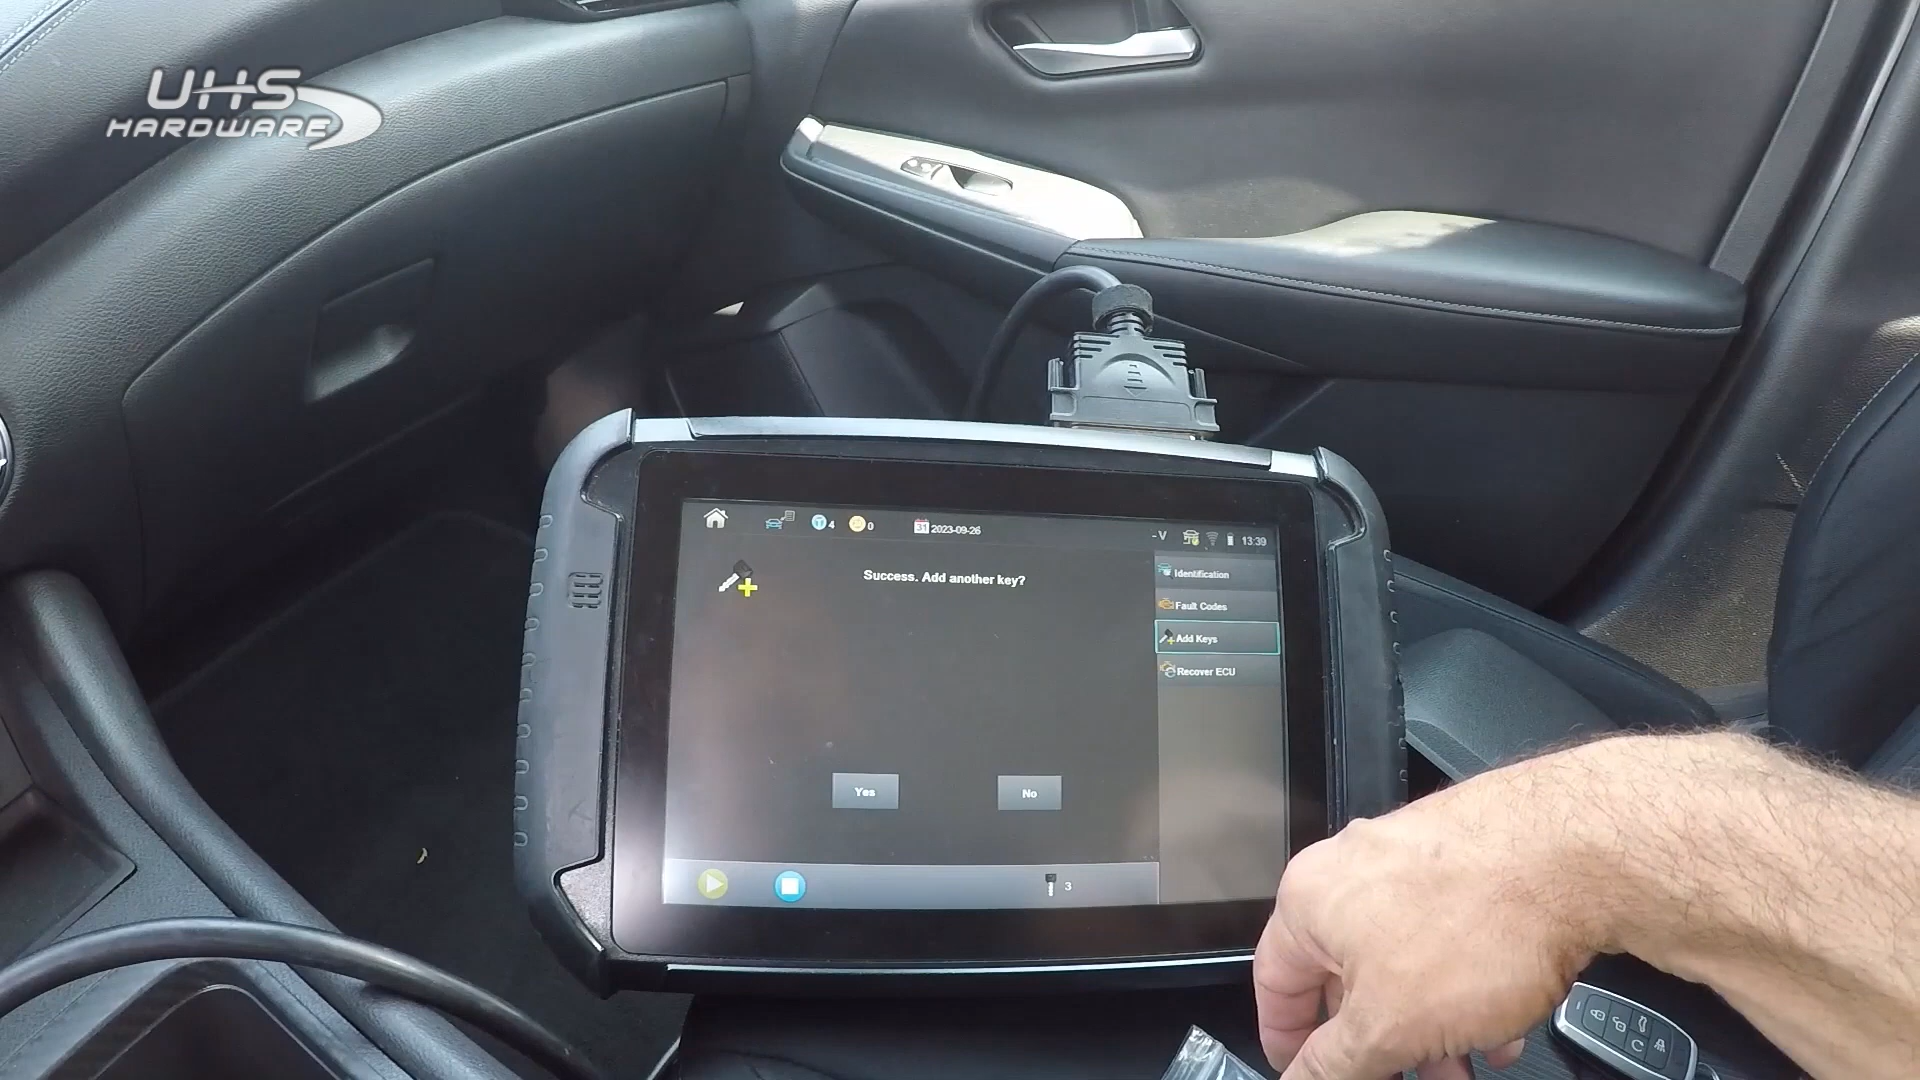 UHS
HARDWARE
4
0
31
2023-09-26
-V
13:39
Success. Add another key?
Identification
Fault Codes
Add Keys
Recover ECU
Yes
No
3